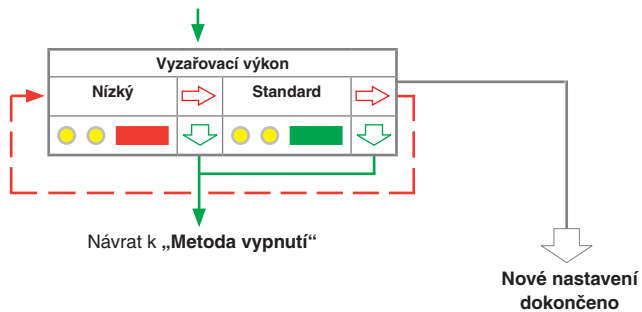 Vyzařovací výkon
Nízký
Standard
Návrat k „Metoda vypnutí“
Nové nastavení
dokončeno